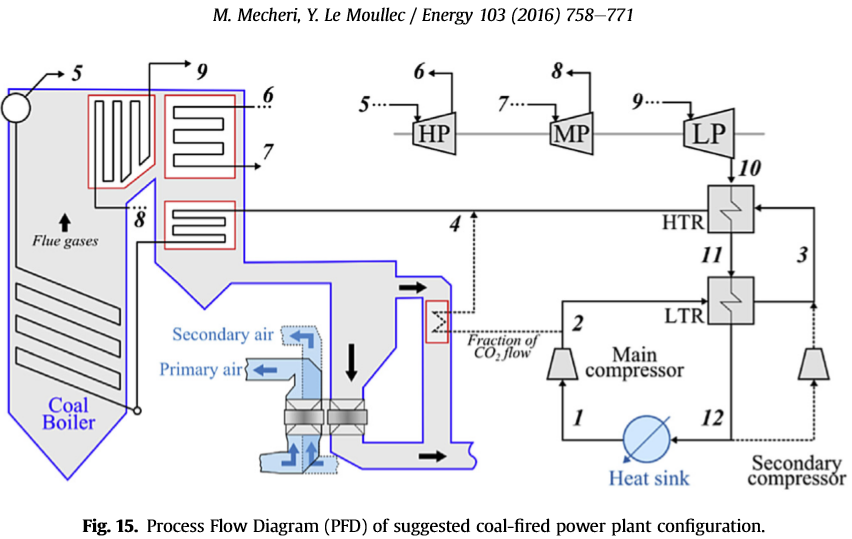 M. Mecheri, Y. Le Moullec / Energy 103 (2016) 758–771
5
9
6
7
8
Flue gases
Coal
Boiler
4
Secondary air
Primary air
Fraction of
CO2 flow
5
6
HP
7
8
MP
9
LP
10
HTR
11
3
LTR
2
Main
compressor
1
12
Heat sink
Secondary
compressor
Fig. 15. Process Flow Diagram (PFD) of suggested coal-fired power plant configuration.